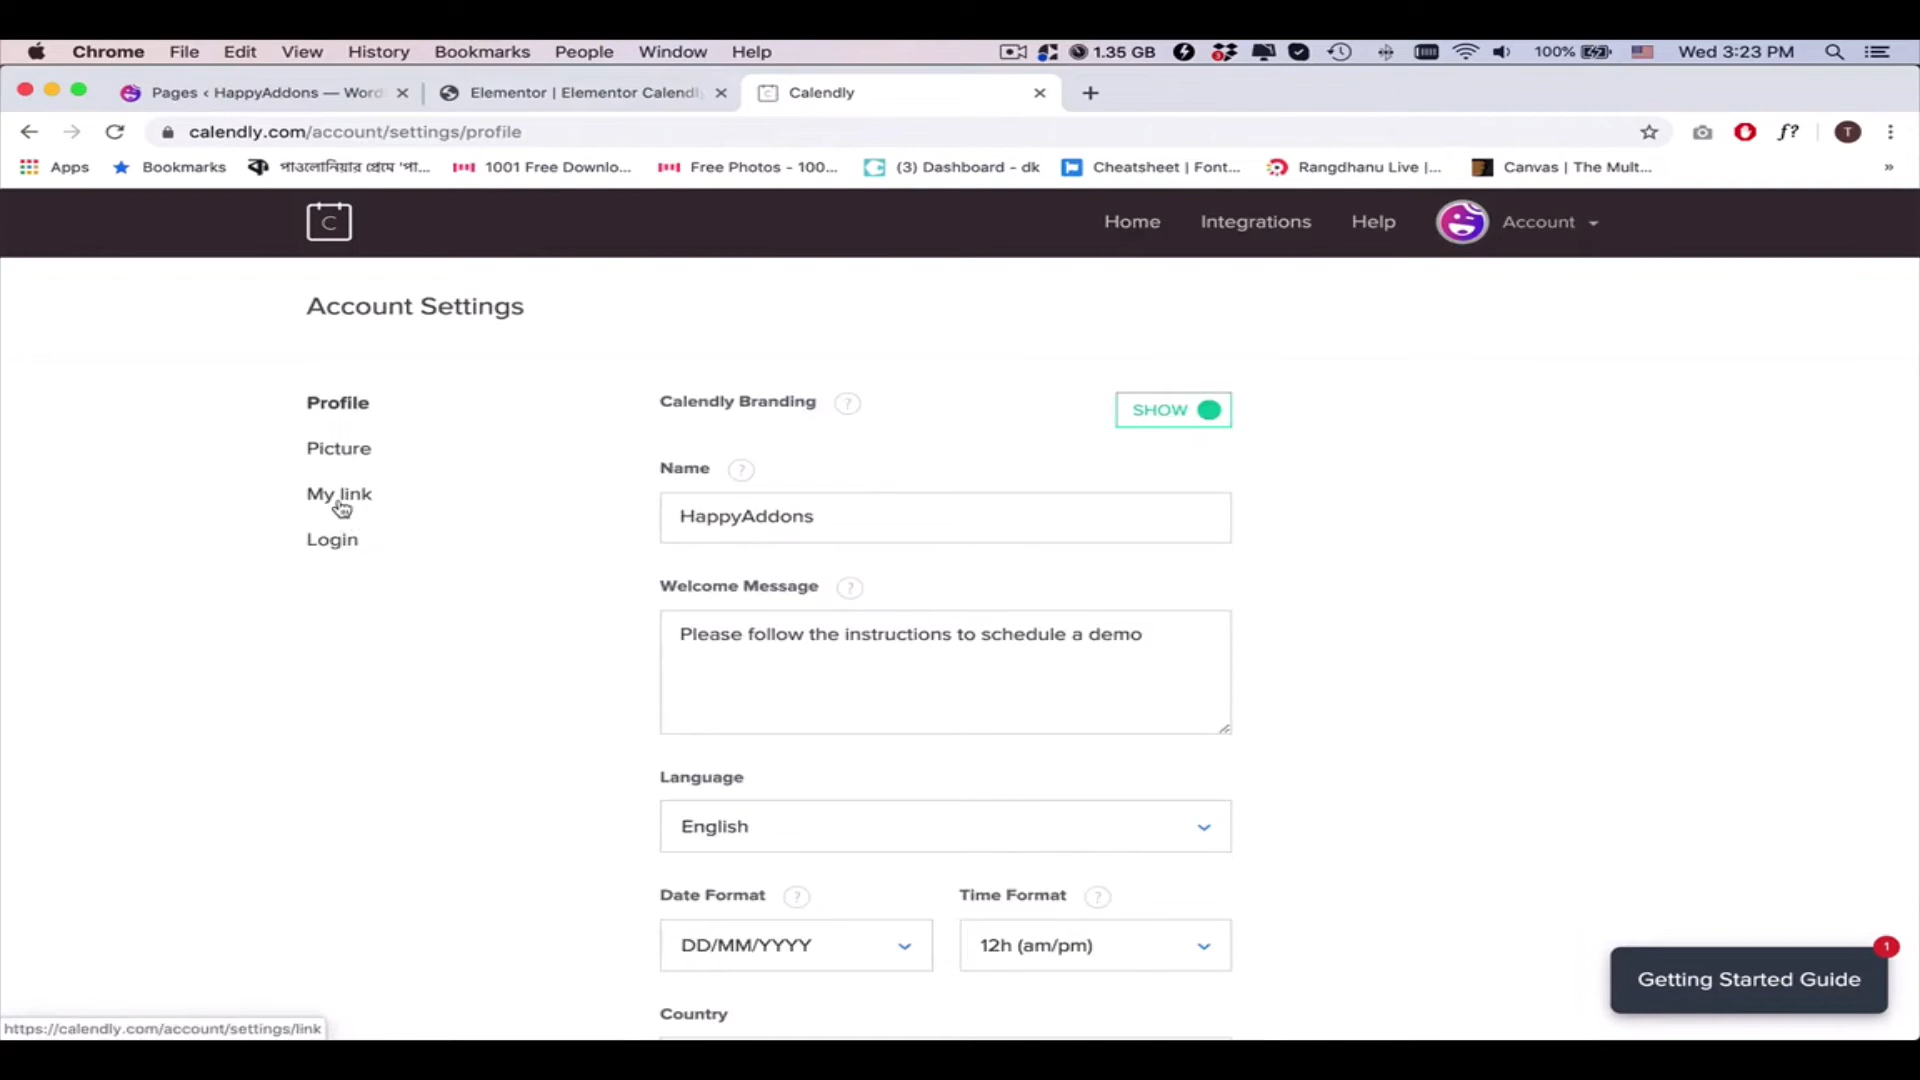 Chrome File Edit View History Bookmarks People Window Help 1.35 GB 100% Wed 3:23 PM
Pages ‹ HappyAddons — Word Elementor | Elementor Calendly Calendly
calendly.com/account/settings/profile f? T
Apps Bookmarks পাওলোনিয়ার প্রেমে 'পা... 1001 Free Downlo... Free Photos - 100... (3) Dashboard - dk Cheatsheet | Font... Rangdhanu Live |... Canvas | The Mult... »
C Home Integrations Help Account
Account Settings
Profile
Picture
My link
Login
Calendly Branding ? SHOW
Name ?
HappyAddons
Welcome Message ?
Please follow the instructions to schedule a demo
Language
English
Date Format ? Time Format ?
DD/MM/YYYY 12h (am/pm)
Country
1
Getting Started Guide
https://calendly.com/account/settings/link